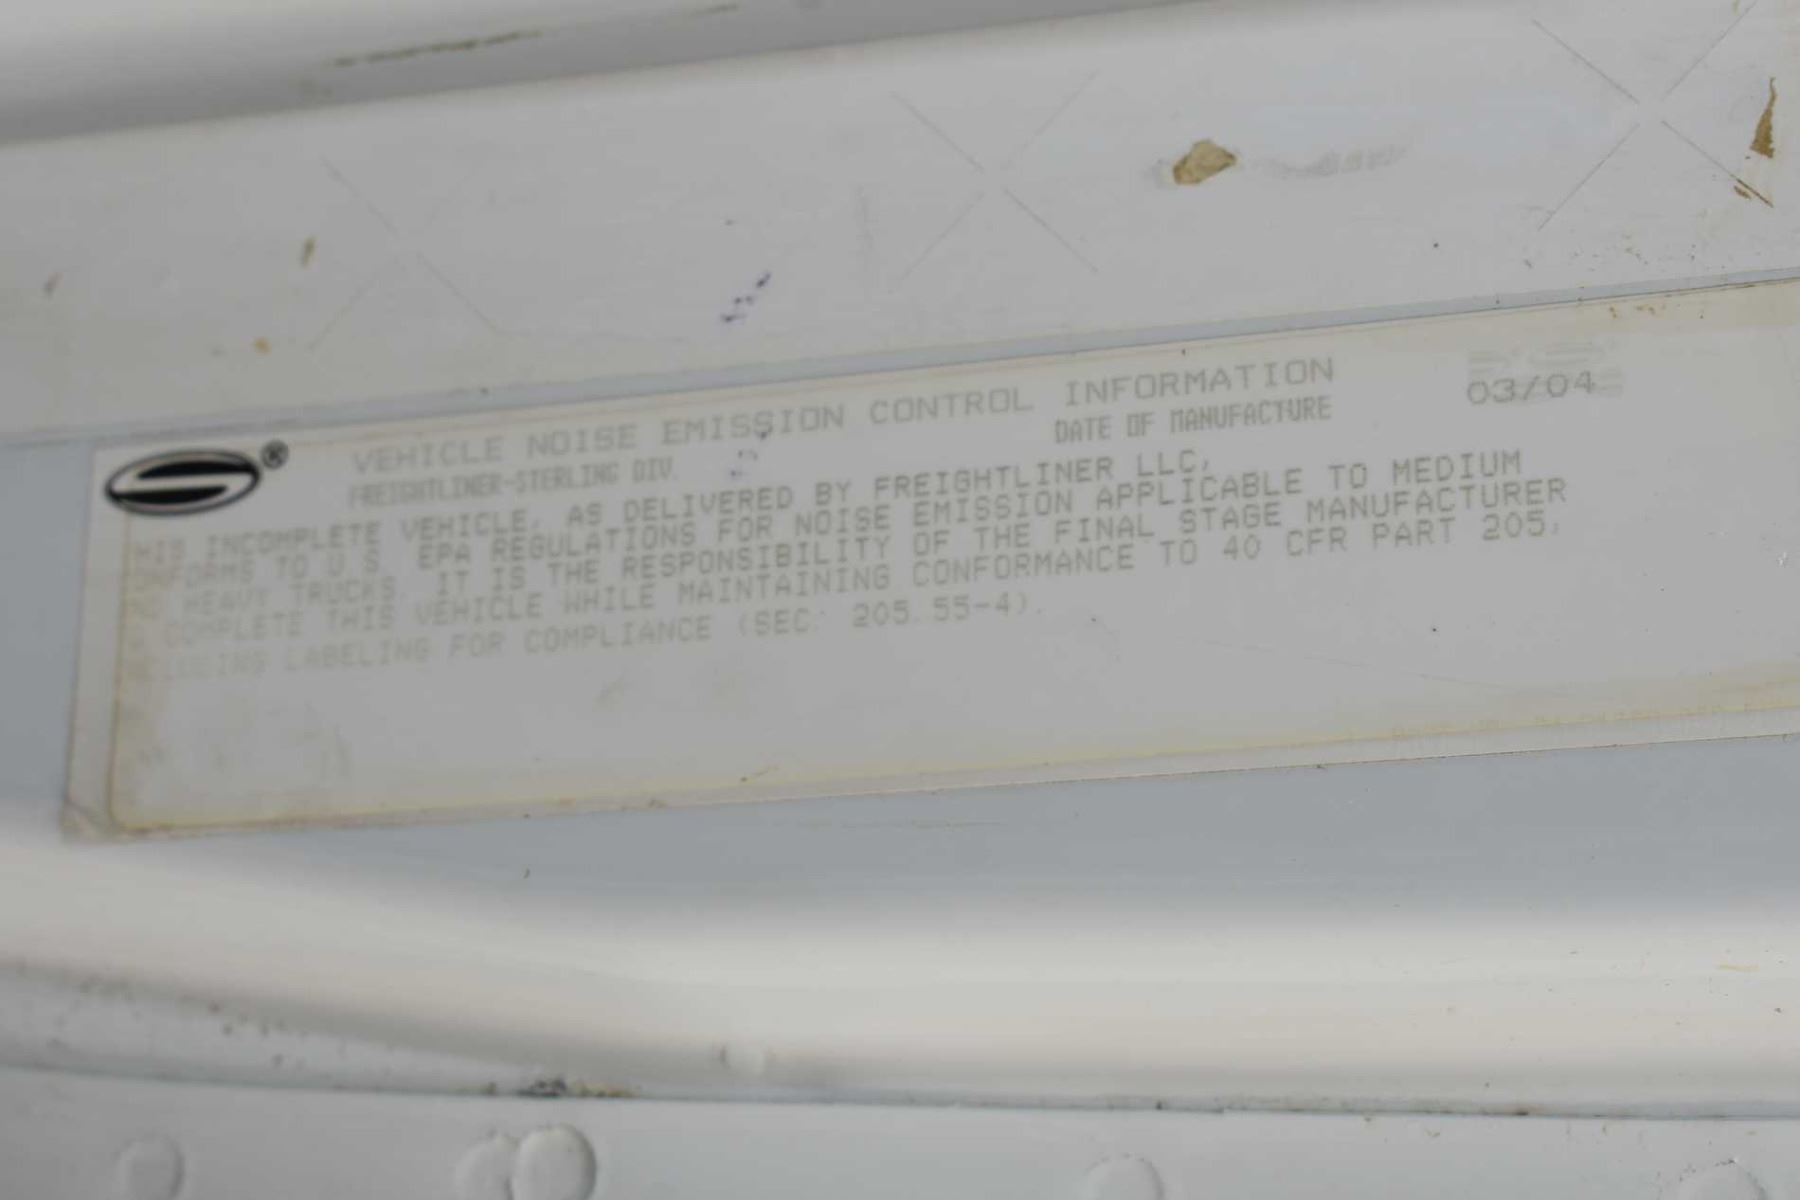 ®
VEHICLE NOISE EMISSION CONTROL INFORMATION
03/04
FREIGHTLINER-STERLING DIV.
DATE OF MANUFACTURE
HIS INCOMPLETE VEHICLE, AS DELIVERED BY FREIGHTLINER LLC,
ONFORMS TO U.S. EPA REGULATIONS FOR NOISE EMISSION APPLICABLE TO MEDIUM
HEAVY TRUCKS. IT IS THE RESPONSIBILITY OF THE FINAL STAGE MANUFACTURER
COMPLETE THIS VEHICLE WHILE MAINTAINING CONFORMANCE TO 40 CFR PART 205,
LABELING FOR COMPLIANCE (SEC. 205.55-4).